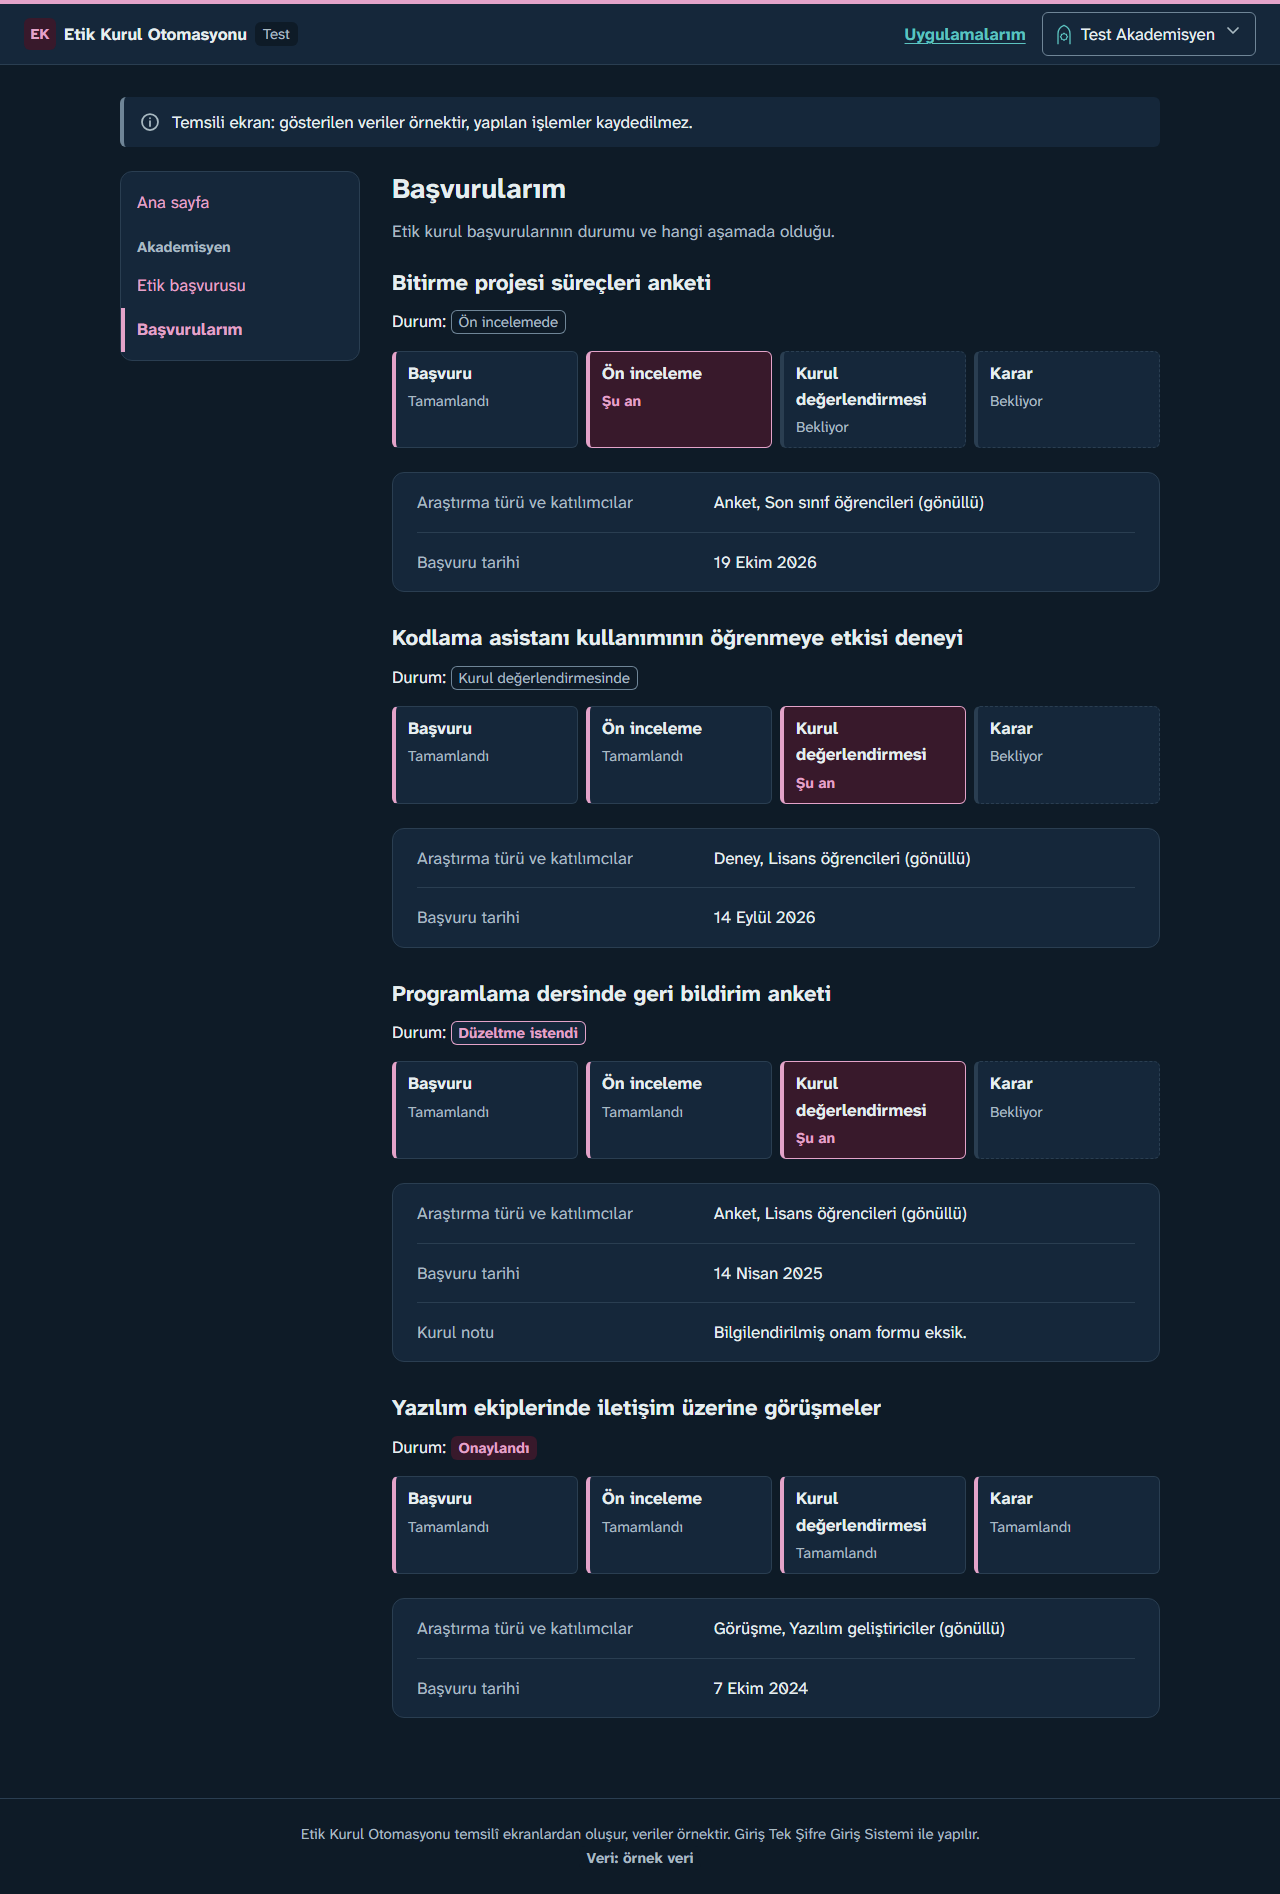 EK Etik Kurul Otomasyonu Test
Uygulamalarım
Test Akademisyen
Temsili ekran: gösterilen veriler örnektir, yapılan işlemler kaydedilmez.
Ana sayfa
Akademisyen
Etik başvurusu
Başvurularım
Başvurularım
Etik kurul başvurularının durumu ve hangi aşamada olduğu.
Bitirme projesi süreçleri anketi
Durum: Ön incelemede
Başvuru
Tamamlandı
Ön inceleme
Şu an
Kurul
değerlendirmesi
Bekliyor
Karar
Bekliyor
Araştırma türü ve katılımcılar Anket, Son sınıf öğrencileri (gönüllü)
Başvuru tarihi 19 Ekim 2026
Kodlama asistanı kullanımının öğrenmeye etkisi deneyi
Durum: Kurul değerlendirmesinde
Başvuru
Tamamlandı
Ön inceleme
Tamamlandı
Kurul
değerlendirmesi
Şu an
Karar
Bekliyor
Araştırma türü ve katılımcılar Deney, Lisans öğrencileri (gönüllü)
Başvuru tarihi 14 Eylül 2026
Programlama dersinde geri bildirim anketi
Durum: Düzeltme istendi
Başvuru
Tamamlandı
Ön inceleme
Tamamlandı
Kurul
değerlendirmesi
Şu an
Karar
Bekliyor
Araştırma türü ve katılımcılar Anket, Lisans öğrencileri (gönüllü)
Başvuru tarihi 14 Nisan 2025
Kurul notu Bilgilendirilmiş onam formu eksik.
Yazılım ekiplerinde iletişim üzerine görüşmeler
Durum: Onaylandı
Başvuru
Tamamlandı
Ön inceleme
Tamamlandı
Kurul
değerlendirmesi
Tamamlandı
Karar
Tamamlandı
Araştırma türü ve katılımcılar Görüşme, Yazılım geliştiriciler (gönüllü)
Başvuru tarihi 7 Ekim 2024
Etik Kurul Otomasyonu temsilî ekranlardan oluşur, veriler örnektir. Giriş Tek Şifre Giriş Sistemi ile yapılır.
Veri: örnek veri